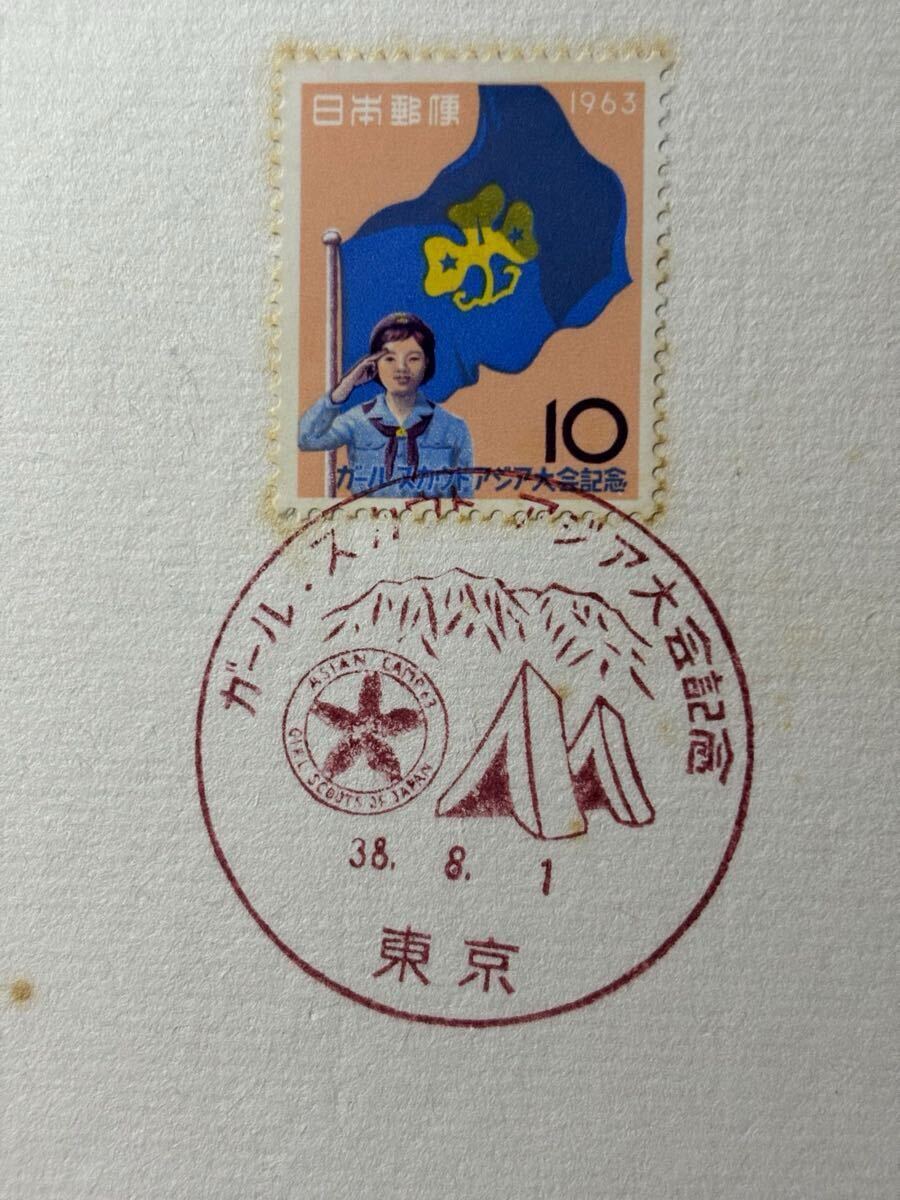 日本郵便 1963
10
ガール・スカウトアジア大会記念
ガール・スカウト アジア大会記念
ASIAN CAMP 63
GIRL SCOUTS OF JAPAN
38. 8. 1
東京